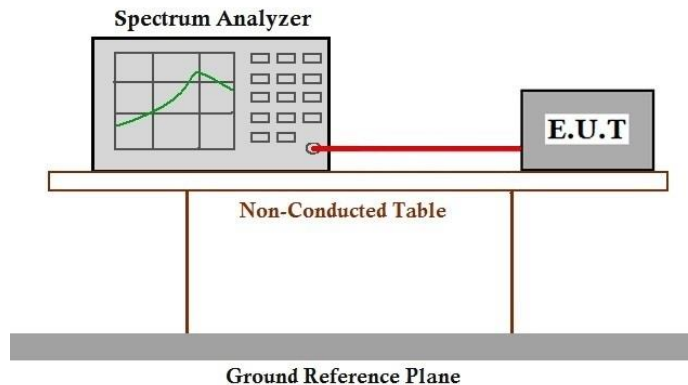 Spectrum Analyzer
E.U.T
Non-Conducted Table
Ground Reference Plane